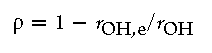 ρ = 1 − r_OH,e/r_OH